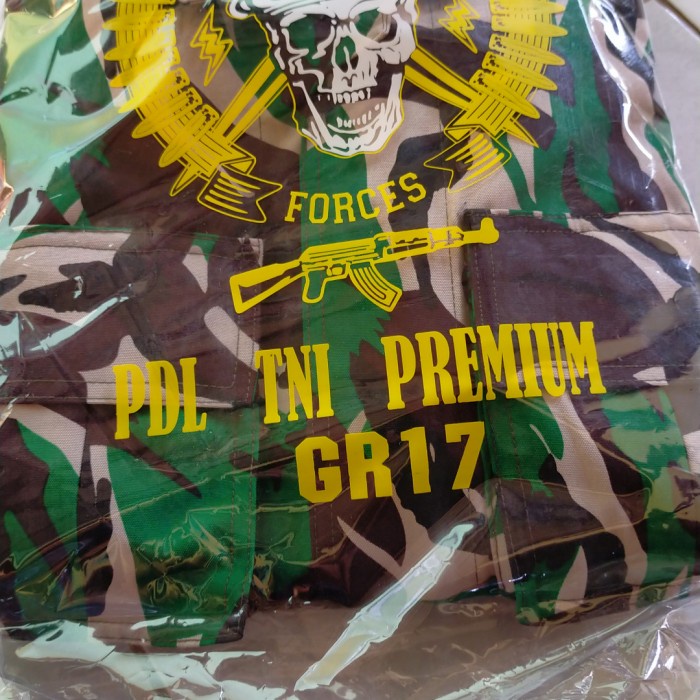 FORCES
PDL TNI PREMIUM
GR17